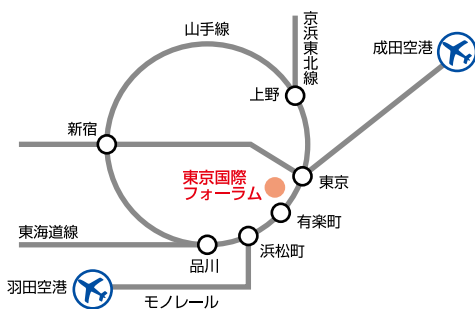 山手線
京浜東北線
成田空港
上野
新宿
東京国際
フォーラム
東京
有楽町
東海道線
品川
浜松町
羽田空港
モノレール